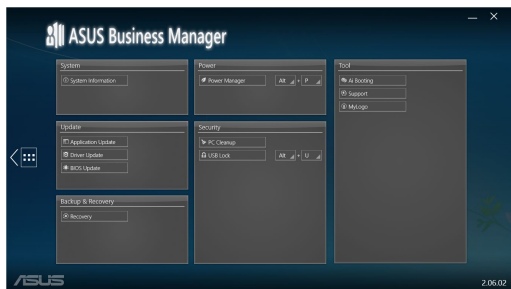 ASUS Business Manager
System
System Information
Power
Power Manager Alt + P
Tool
Ai Booting
Support
MyLogo
Update
Application Update
Driver Update
BIOS Update
Security
PC Cleanup
USB Lock Alt + U
Backup & Recovery
Recovery
ASUS
2.06.02